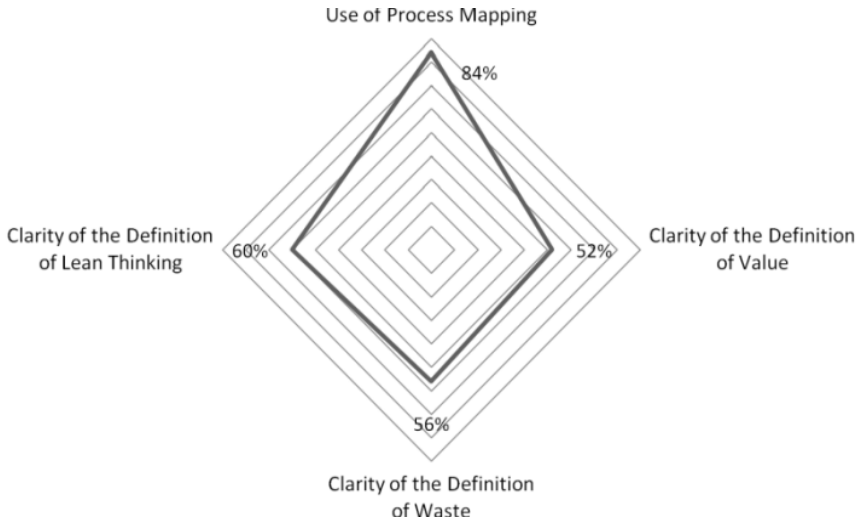 Use of Process Mapping
84%
Clarity of the Definition
of Lean Thinking
60%
52%
Clarity of the Definition
of Value
56%
Clarity of the Definition
of Waste